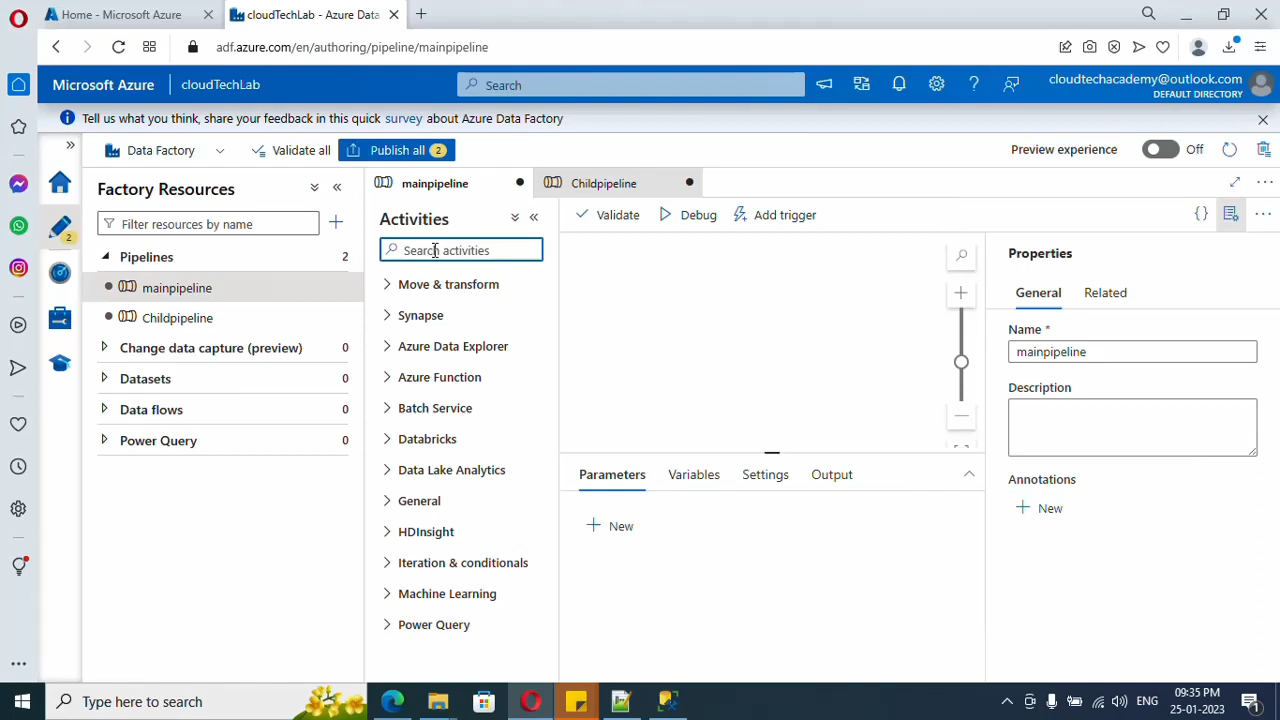 Home - Microsoft Azure
cloudTechLab - Azure Data
adf.azure.com/en/authoring/pipeline/mainpipeline
Microsoft Azure
cloudTechLab
Search
cloudtechacademy@outlook.com
DEFAULT DIRECTORY
Tell us what you think, share your feedback in this quick survey about Azure Data Factory
Data Factory
Validate all
Publish all 2
Preview experience
Off
Factory Resources
Filter resources by name
Pipelines 2
mainpipeline
Childpipeline
Change data capture (preview) 0
Datasets 0
Data flows 0
Power Query 0
2
mainpipeline
Childpipeline
Activities
Search activities
Move & transform
Synapse
Azure Data Explorer
Azure Function
Batch Service
Databricks
Data Lake Analytics
General
HDInsight
Iteration & conditionals
Machine Learning
Power Query
Validate
Debug
Add trigger
Parameters
Variables
Settings
Output
New
Properties
General
Related
Name *
mainpipeline
Description
Annotations
New
Type here to search
ENG
09:35 PM
25-01-2023
1